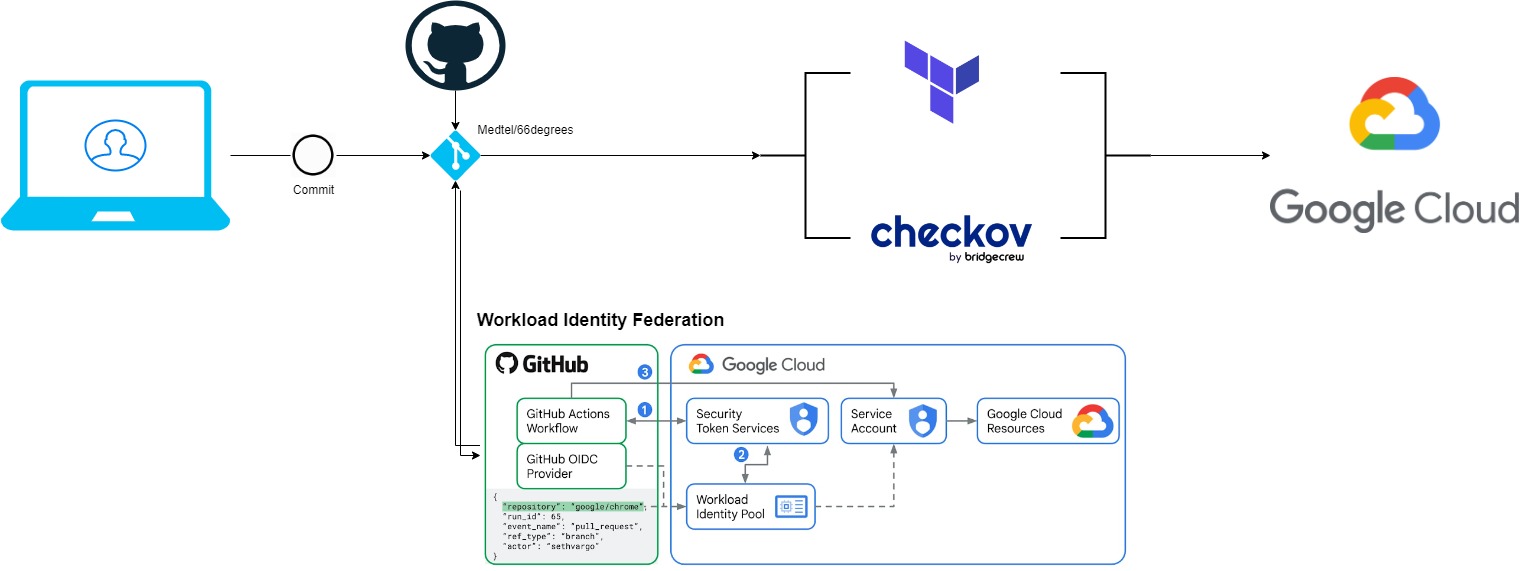 Medtel/66degrees
Commit
checkov
by bridgecrew
Google Cloud
Workload Identity Federation
GitHub
Google Cloud
3
GitHub Actions
Workflow
1
Security
Token Services
Service
Account
Google Cloud
Resources
GitHub OIDC
Provider
2
Workload
Identity Pool
{
"repository": "google/chrome",
"run_id": 65,
"event_name": "pull_request",
"ref_type": "branch",
"actor": "sethvargo"
}